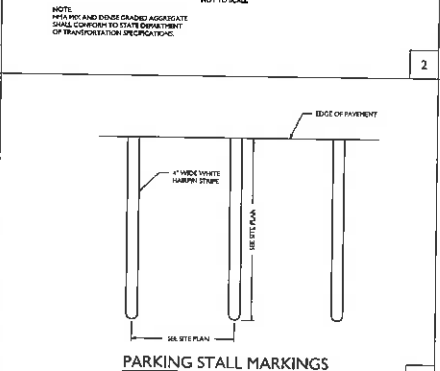 NOT TO SCALE
NOTE
HMA MIX AND DENSE GRADED AGGREGATE
SHALL CONFORM TO STATE DEPARTMENT
OF TRANSPORTATION SPECIFICATIONS.
2
EDGE OF PAVEMENT
4" WIDE WHITE
HAIRPIN STRIPE
SEE SITE PLAN
SEE SITE PLAN
PARKING STALL MARKINGS